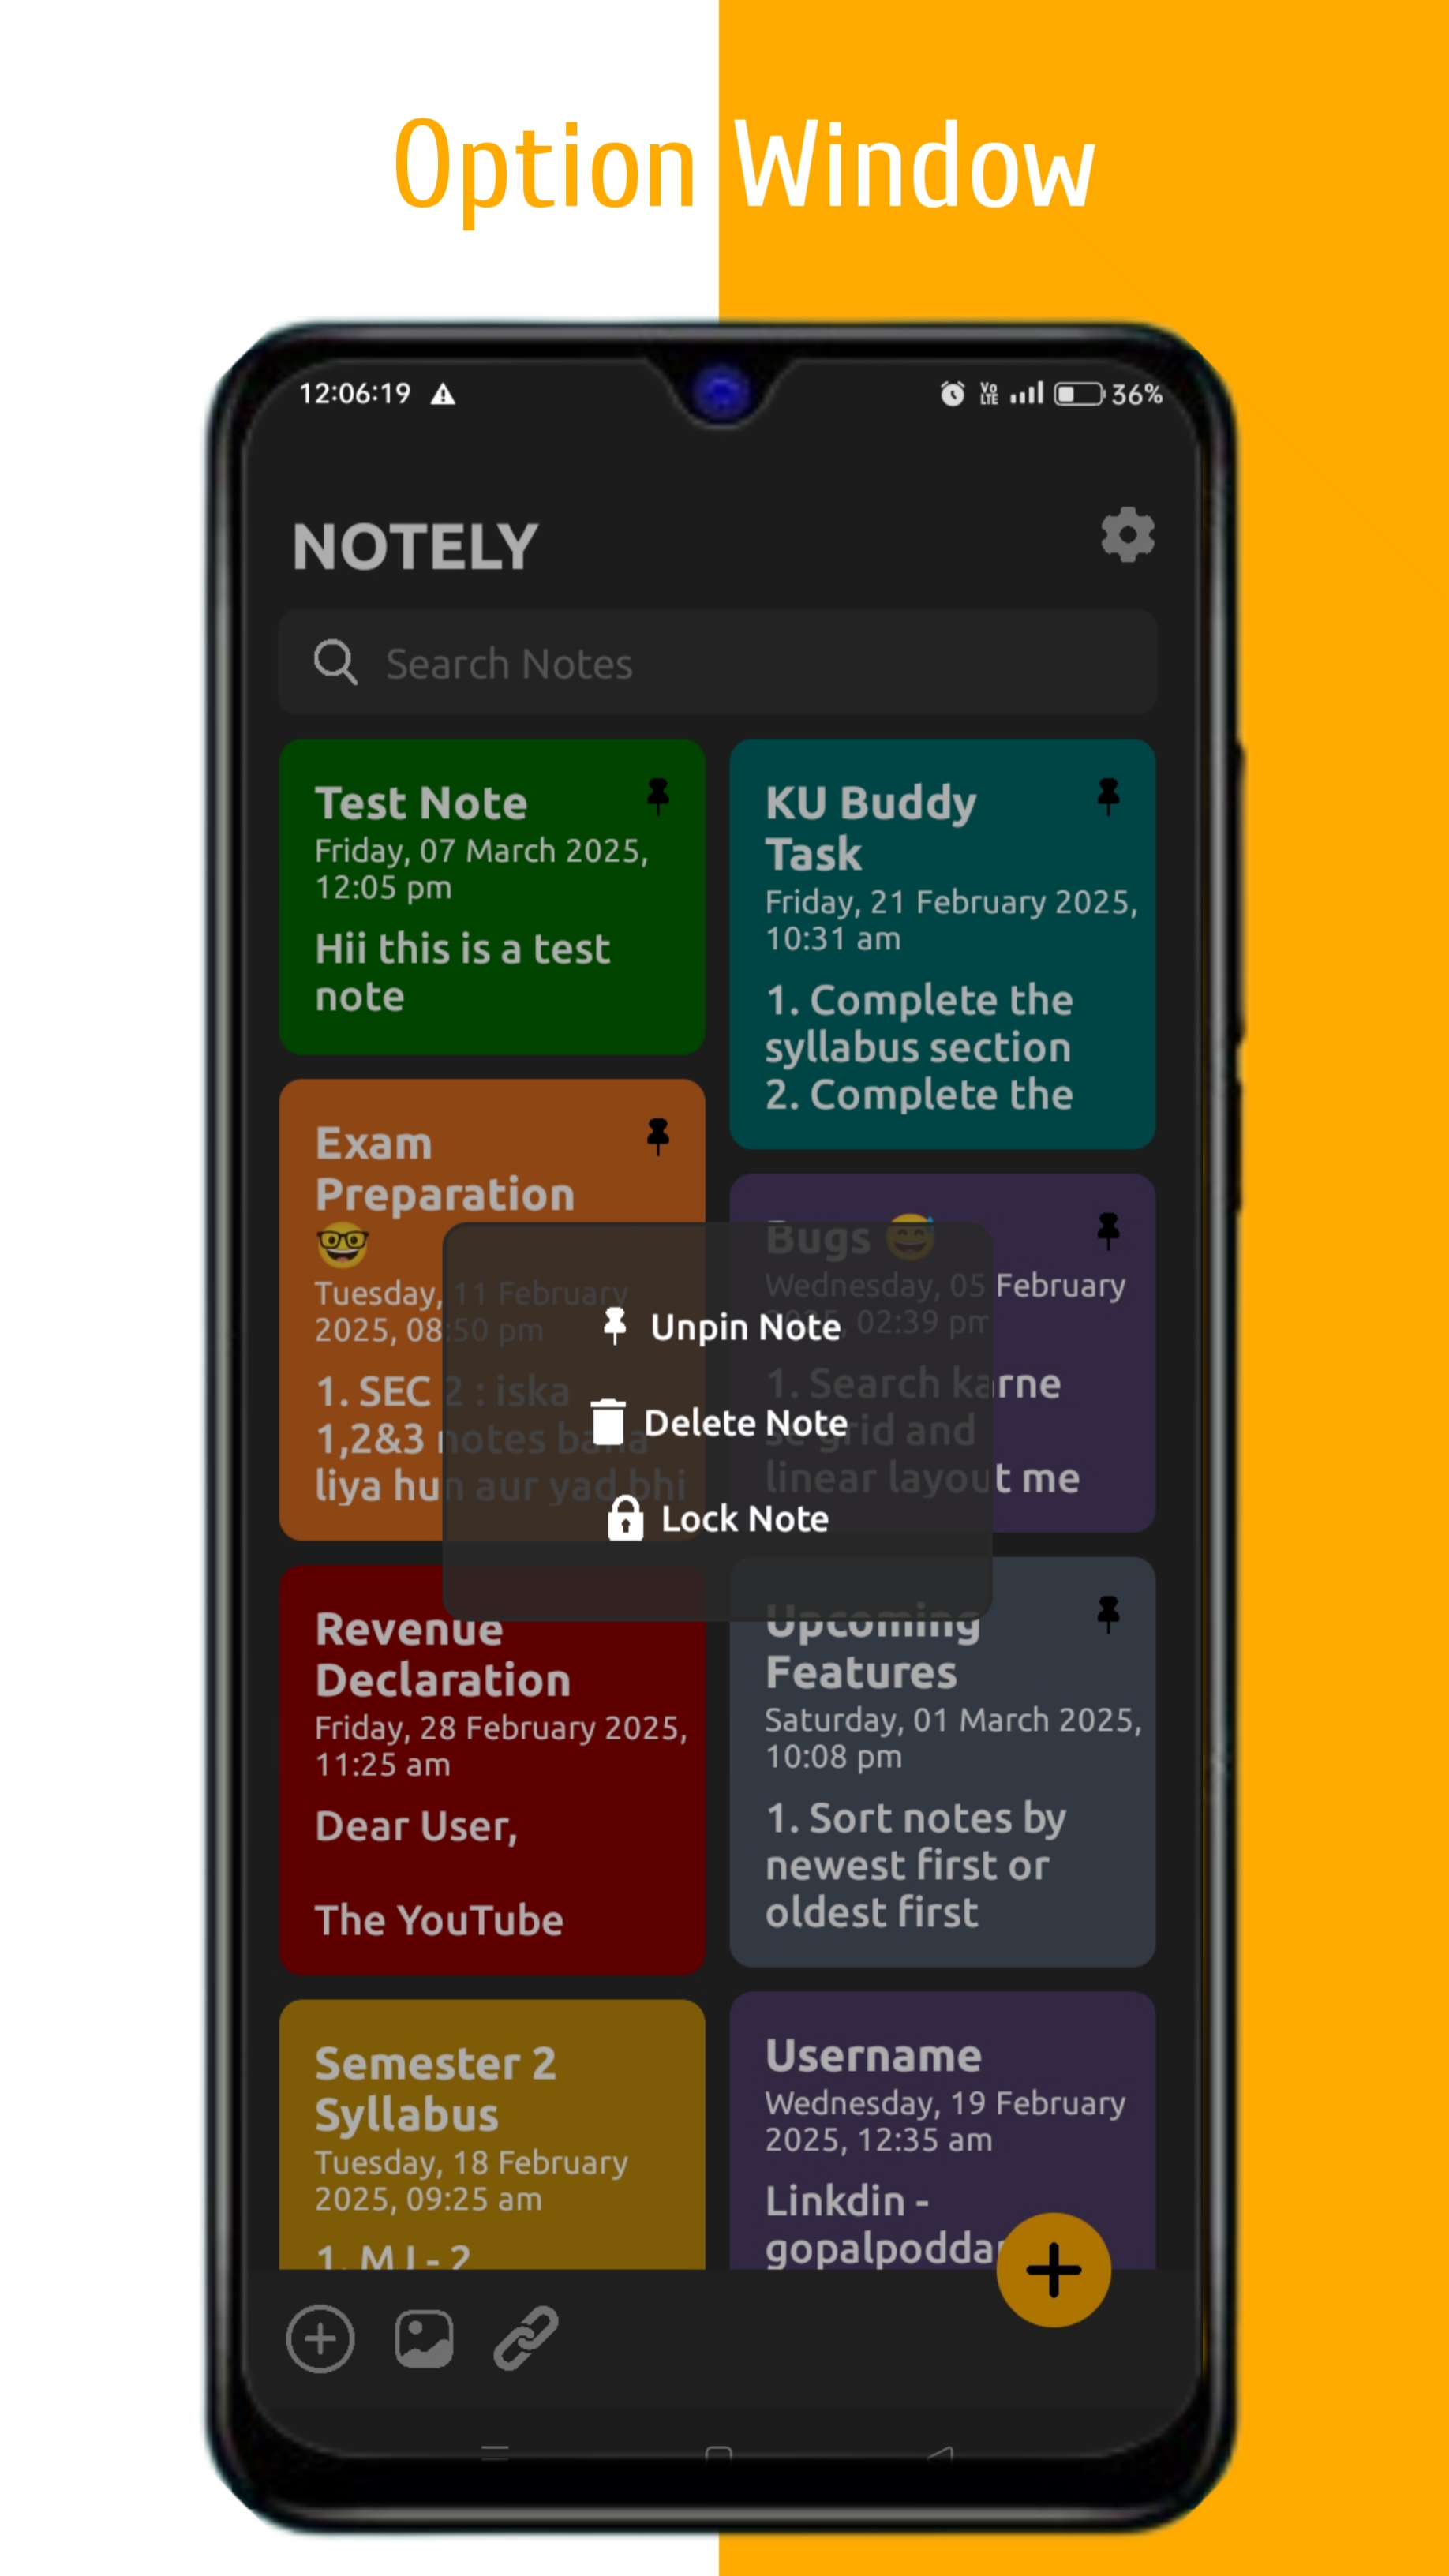 Option Window
12:06:19
Vo
LTE
36%
NOTELY
Search Notes
Test Note
Friday, 07 March 2025,
12:05 pm
Hii this is a test
note
KU Buddy
Task
Friday, 21 February 2025,
10:31 am
1. Complete the
syllabus section
2. Complete the
Exam
Preparation
🤓
Tuesday, 11 February
2025, 08:50 pm
1. SEC 2 : iska
1,2&3 notes bana
liya hun aur yad bhi
Bugs 😅
Wednesday, 05 February
2025, 02:39 pm
1. Search karne
se grid and
linear layout me
Unpin Note
Delete Note
Lock Note
Revenue
Declaration
Friday, 28 February 2025,
11:25 am
Dear User,
The YouTube
Upcoming
Features
Saturday, 01 March 2025,
10:08 pm
1. Sort notes by
newest first or
oldest first
Semester 2
Syllabus
Tuesday, 18 February
2025, 09:25 am
1. MJ - 2
Username
Wednesday, 19 February
2025, 12:35 am
Linkdin -
gopalpoddar